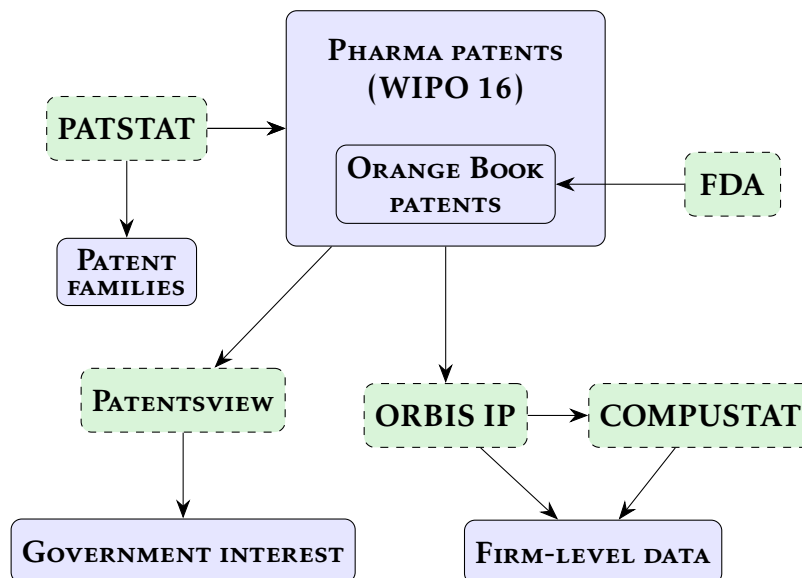 Pharma patents
(WIPO 16)
PATSTAT
Orange Book
patents
FDA
Patent
families
Patentsview
ORBIS IP
COMPUSTAT
Government interest
Firm-level data